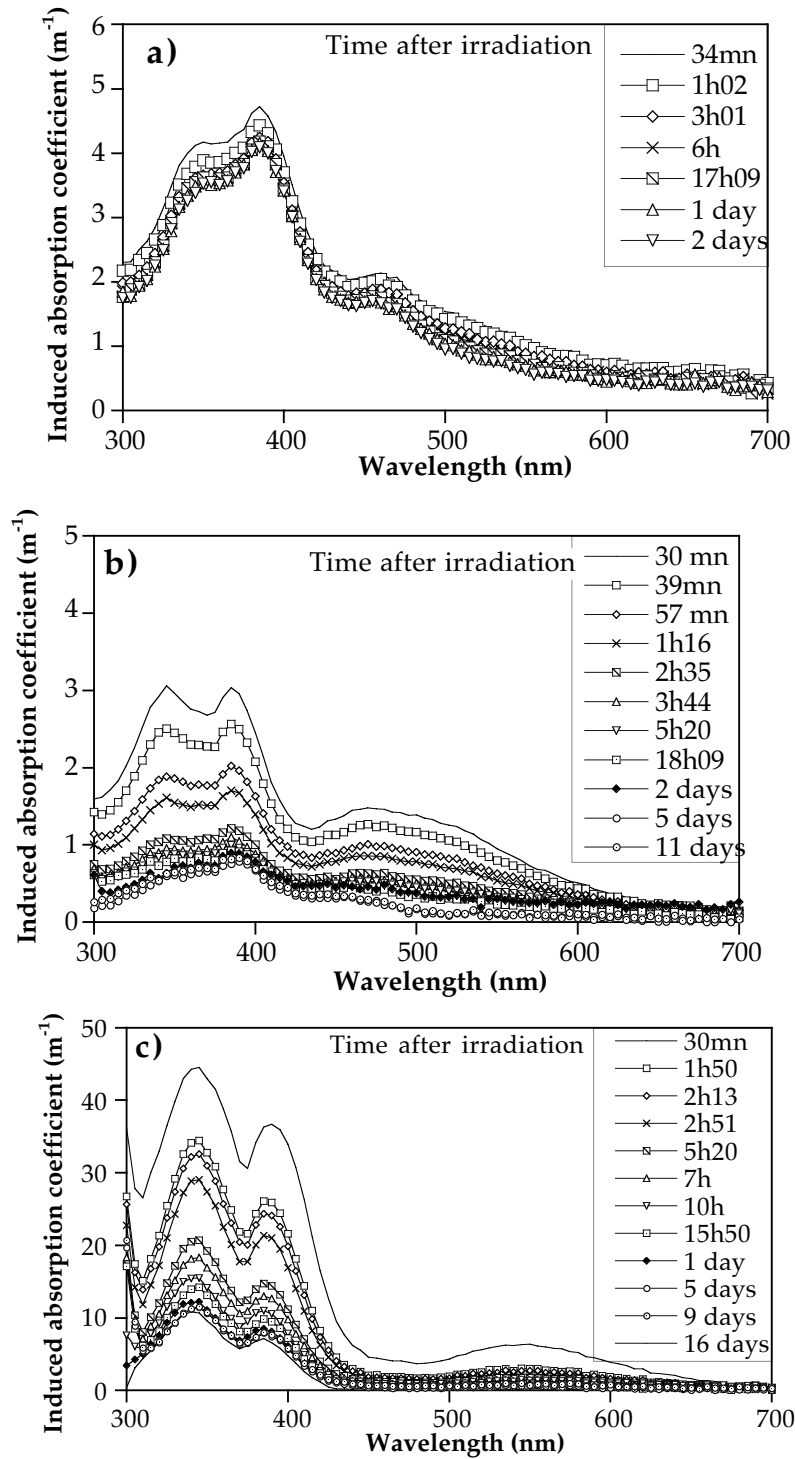 a)
Time after irradiation
34mn
1h02
3h01
6h
17h09
1 day
2 days
Induced absorption coefficient (m⁻¹)
6
5
4
3
2
1
0
300 400 500 600 700
Wavelength (nm)
b)
Time after irradiation
30 mn
39mn
57 mn
1h16
2h35
3h44
5h20
18h09
2 days
5 days
11 days
Induced absorption coefficient (m⁻¹)
5
4
3
2
1
0
300 400 500 600 700
Wavelength (nm)
c)
Time after irradiation
30mn
1h50
2h13
2h51
5h20
7h
10h
15h50
1 day
5 days
9 days
16 days
Induced absorption coefficient (m⁻¹)
50
40
30
20
10
0
300 400 500 600 700
Wavelength (nm)